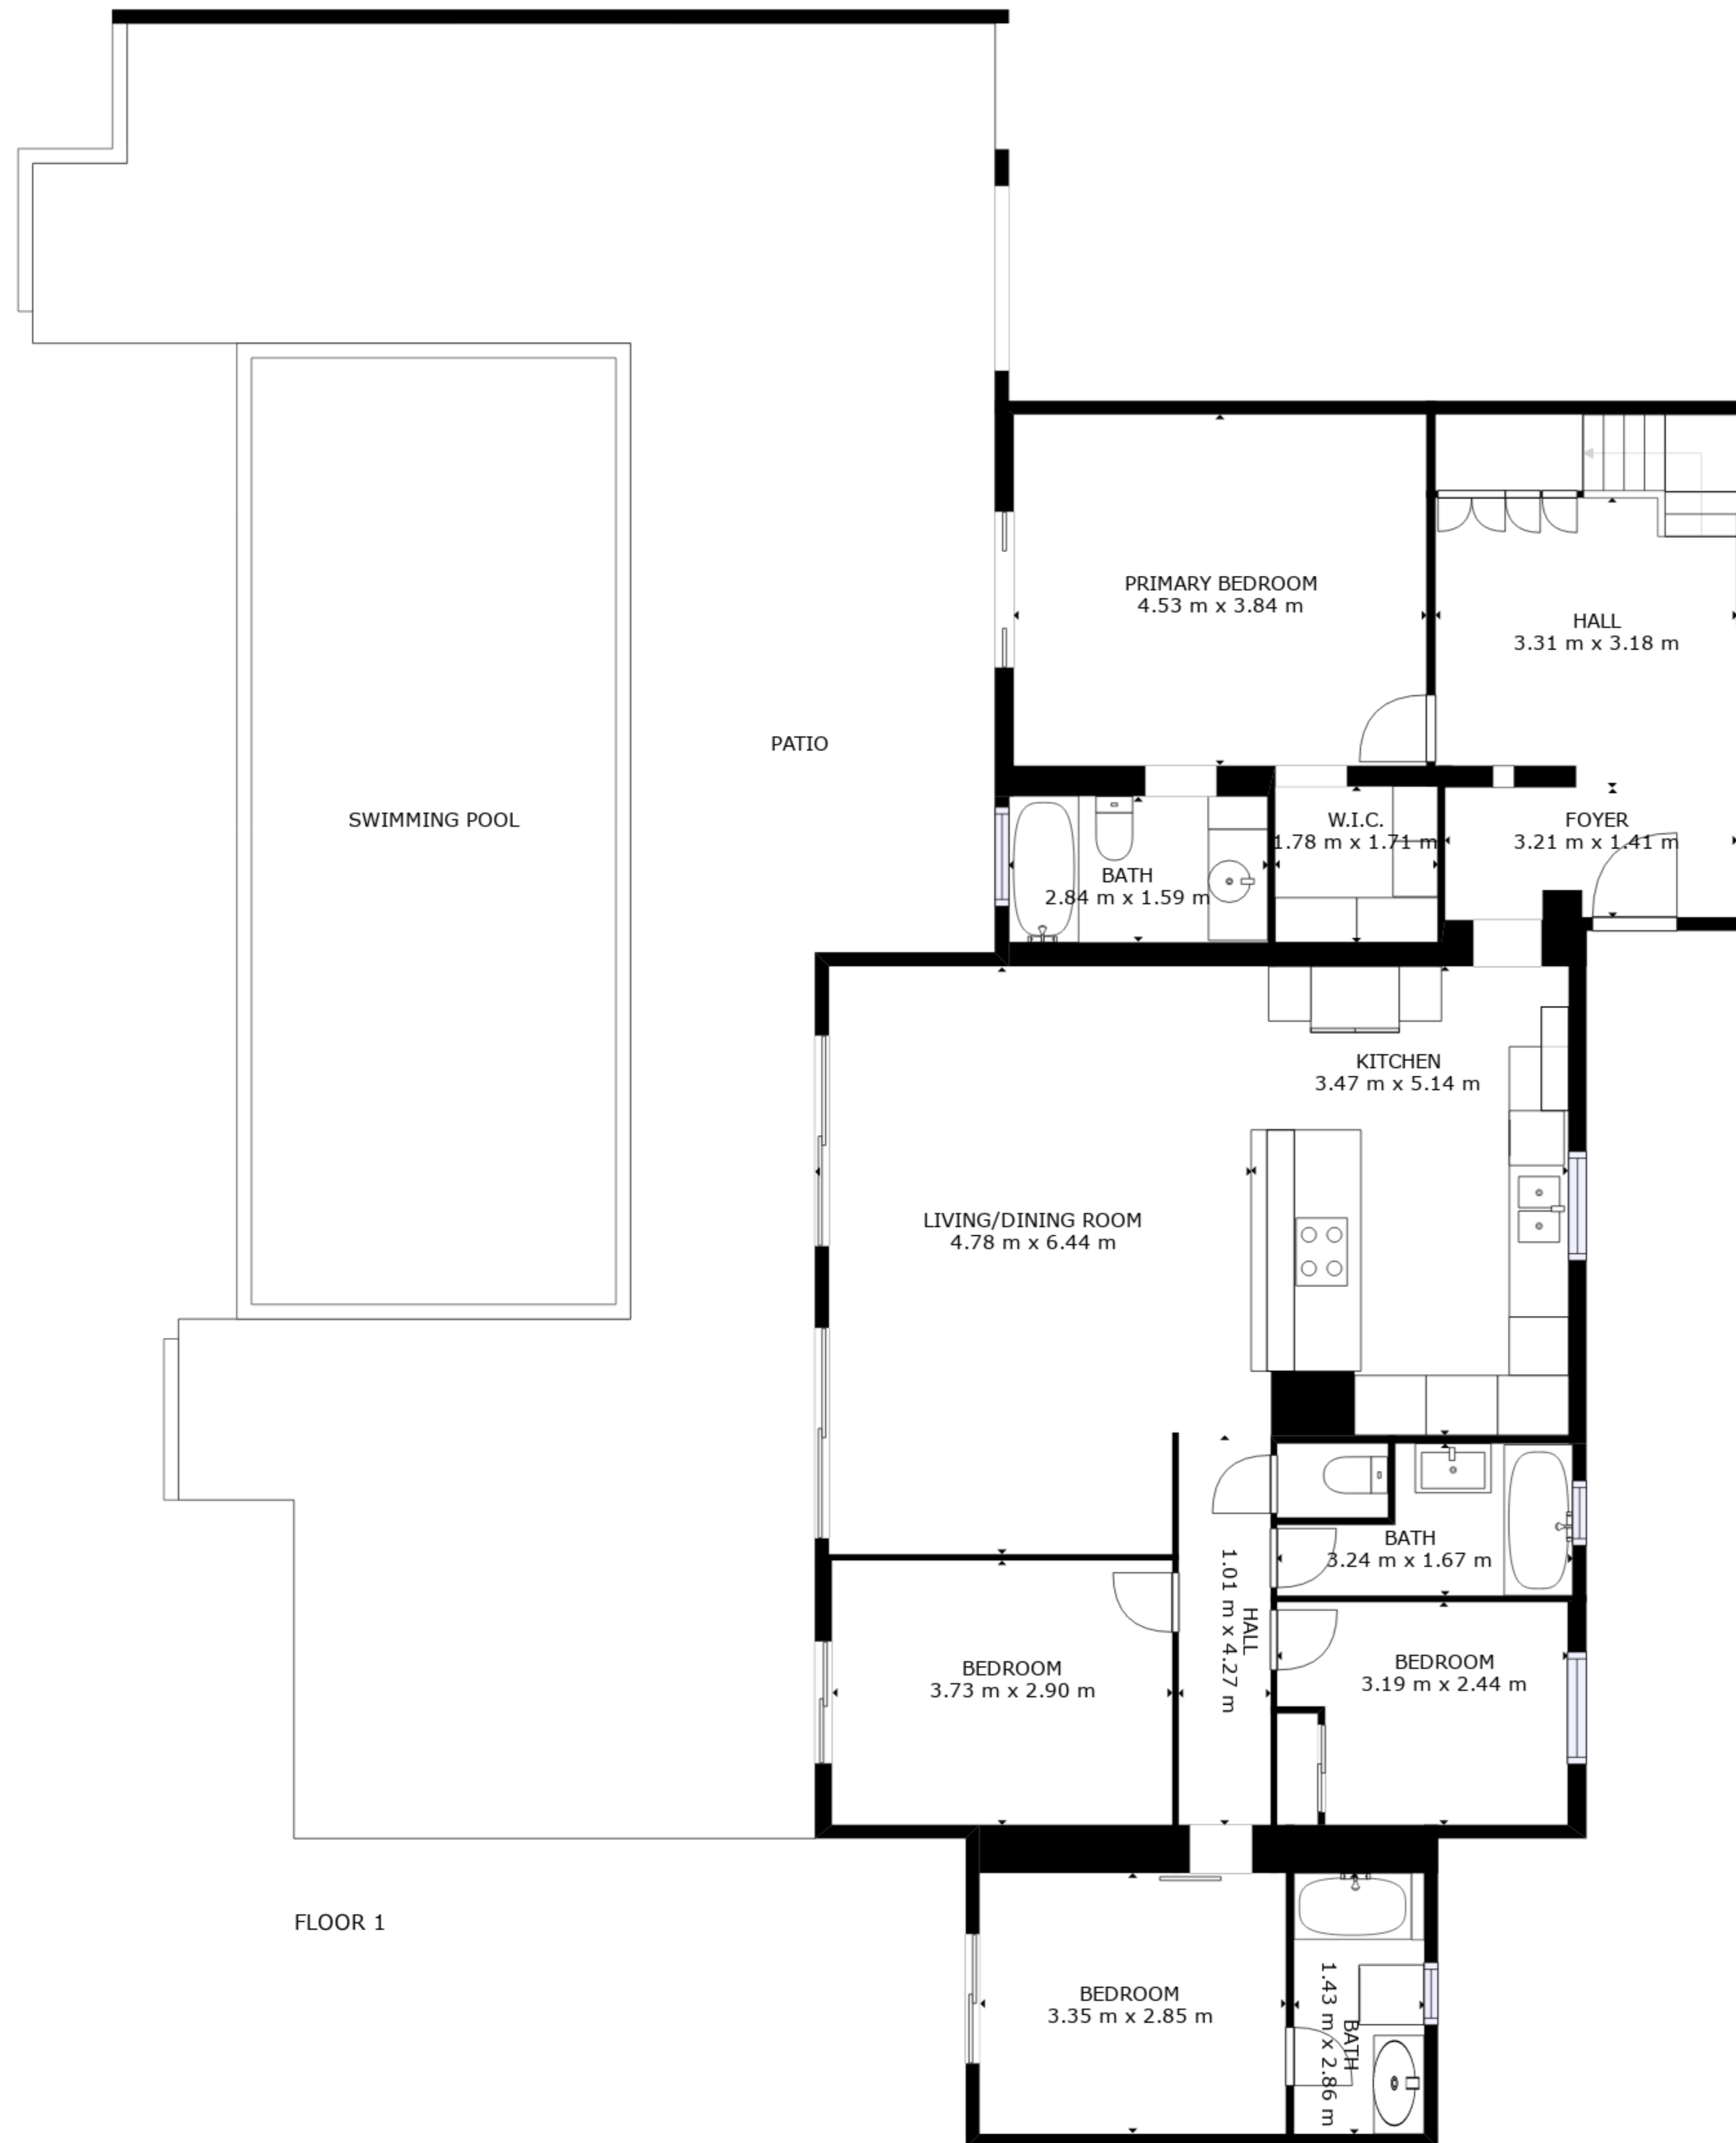 PRIMARY BEDROOM
4.53 m x 3.84 m
HALL
3.31 m x 3.18 m
PATIO
SWIMMING POOL
W.I.C.
1.78 m x 1.71 m
FOYER
3.21 m x 1.41 m
BATH
2.84 m x 1.59 m
KITCHEN
3.47 m x 5.14 m
LIVING/DINING ROOM
4.78 m x 6.44 m
BATH
3.24 m x 1.67 m
HALL
1.01 m x 4.27 m
BEDROOM
3.73 m x 2.90 m
BEDROOM
3.19 m x 2.44 m
FLOOR 1
BEDROOM
3.35 m x 2.85 m
BATH
1.43 m x 2.86 m